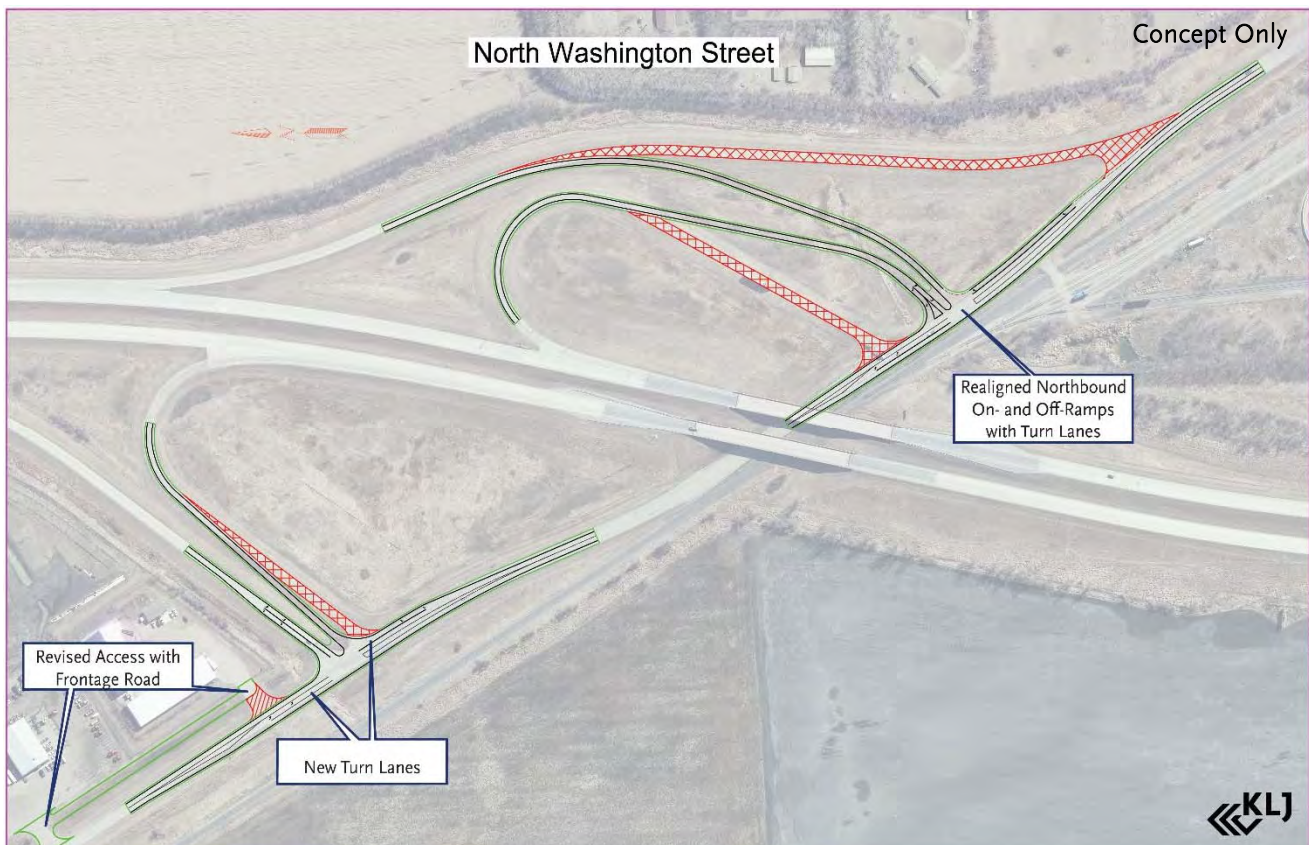 North Washington Street
Concept Only
Realigned Northbound
On- and Off-Ramps
with Turn Lanes
Revised Access with
Frontage Road
New Turn Lanes
KLJ